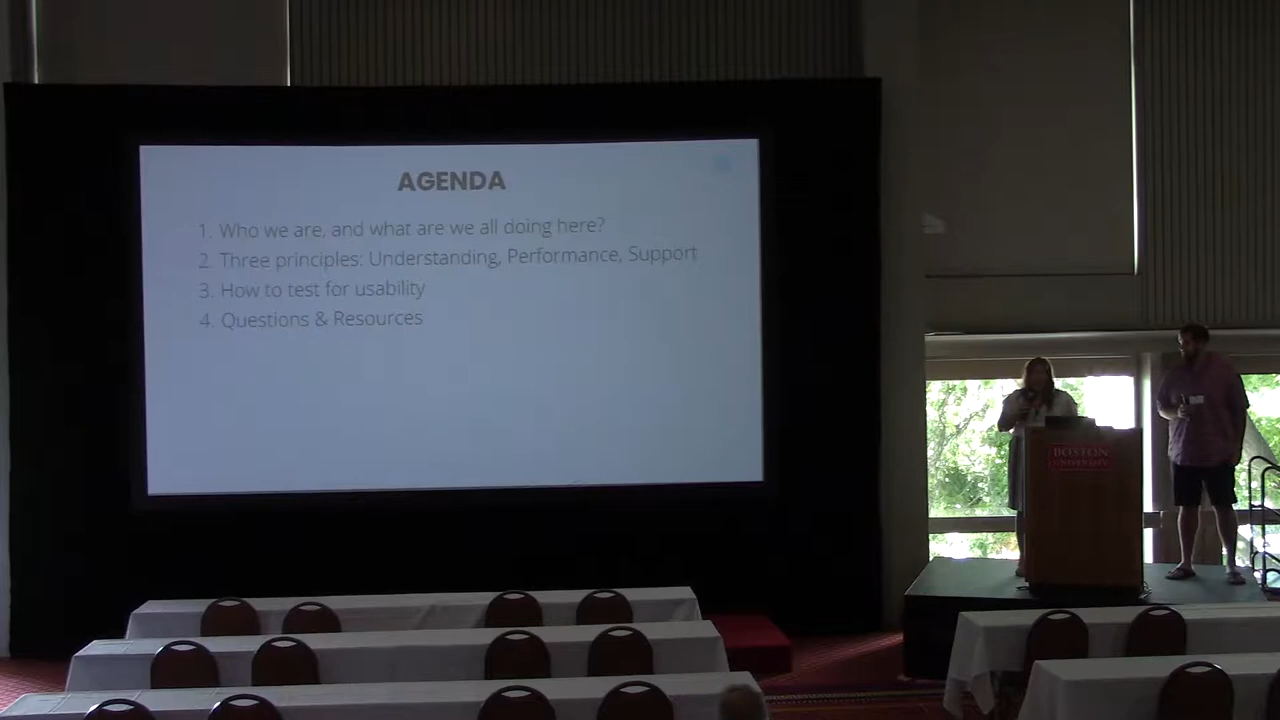 AGENDA
1. Who we are, and what are we all doing here?
2. Three principles: Understanding, Performance, Support
3. How to test for usability
4. Questions & Resources
BOSTON
UNIVERSITY